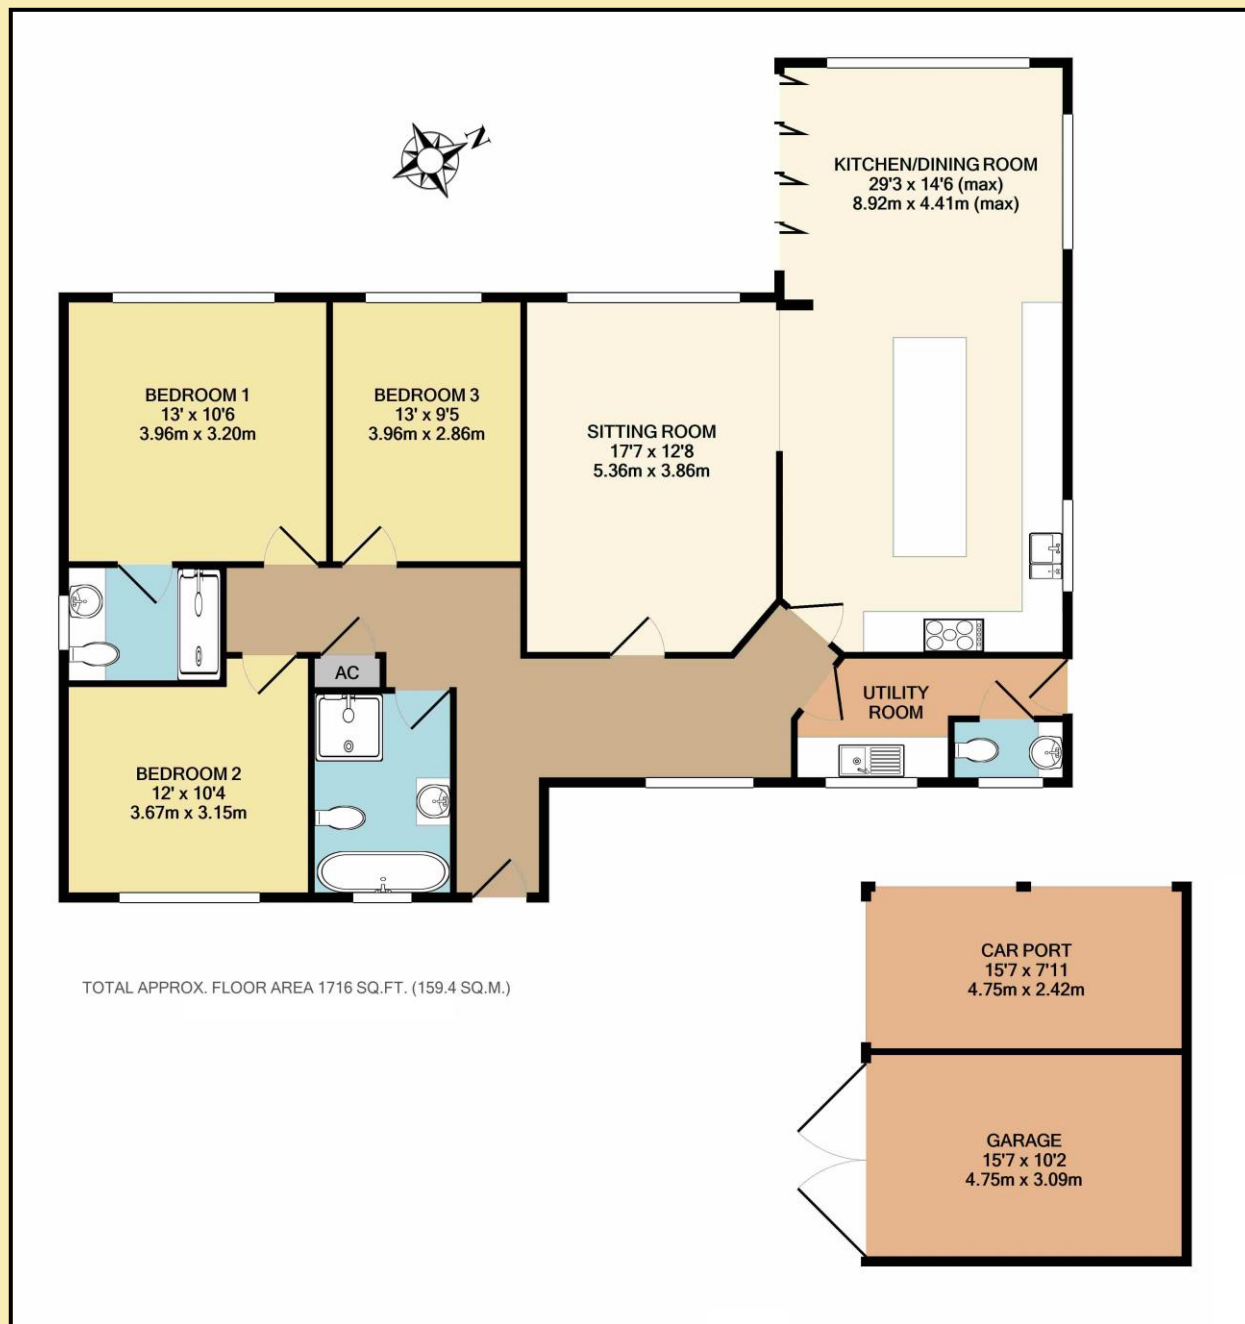 N
KITCHEN/DINING ROOM
29'3 x 14'6 (max)
8.92m x 4.41m (max)
BEDROOM 1
13' x 10'6
3.96m x 3.20m
BEDROOM 3
13' x 9'5
3.96m x 2.86m
SITTING ROOM
17'7 x 12'8
5.36m x 3.86m
AC
UTILITY
ROOM
BEDROOM 2
12' x 10'4
3.67m x 3.15m
CAR PORT
15'7 x 7'11
4.75m x 2.42m
TOTAL APPROX. FLOOR AREA 1716 SQ.FT. (159.4 SQ.M.)
GARAGE
15'7 x 10'2
4.75m x 3.09m